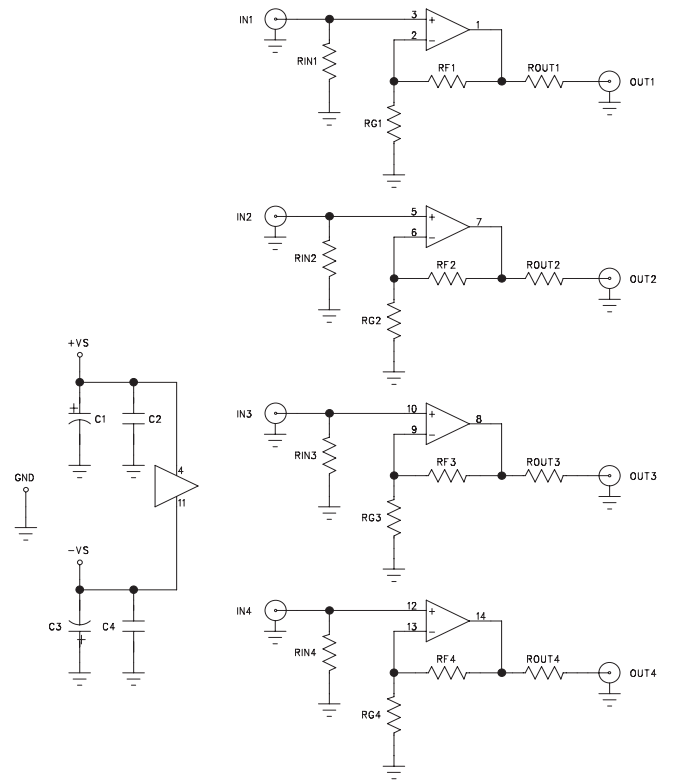 IN1
3
2
1
RIN1
RF1
ROUT1
OUT1
RG1
IN2
5
6
7
RIN2
RF2
ROUT2
OUT2
RG2
+VS
+
C1
C2
4
11
GND
-VS
C3
+
C4
IN3
10
9
8
RIN3
RF3
ROUT3
OUT3
RG3
IN4
12
13
14
RIN4
RF4
ROUT4
OUT4
RG4